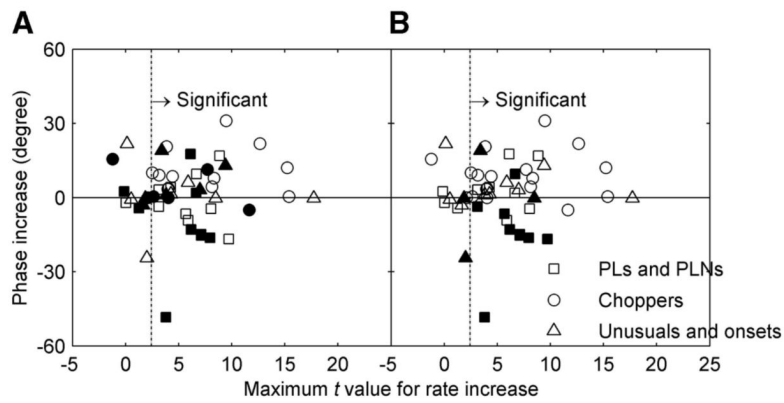 A
B
60
30
0
-30
-60
Phase increase (degree)
Significant
Significant
PLs and PLNs
Choppers
Unusuals and onsets
-5 0 5 10 15 20 -5 0 5 10 15 20 25
Maximum t value for rate increase